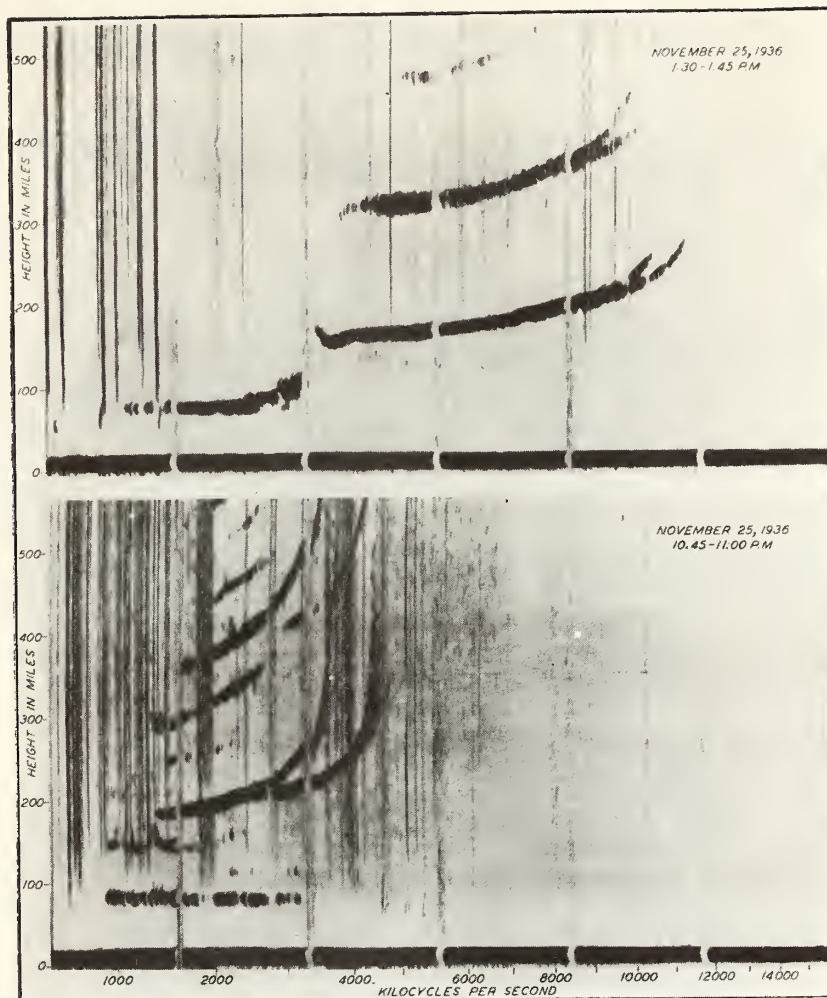 500
NOVEMBER 25, 1936
1.30-1.45 P.M
400
300
HEIGHT IN MILES
200
100
0
NOVEMBER 25, 1936
10.45-11.00 P.M
500
400
300
HEIGHT IN MILES
200
100
0
1000 2000 4000. 6000 8000 10000 12000 14000
KILOCYCLES PER SECOND